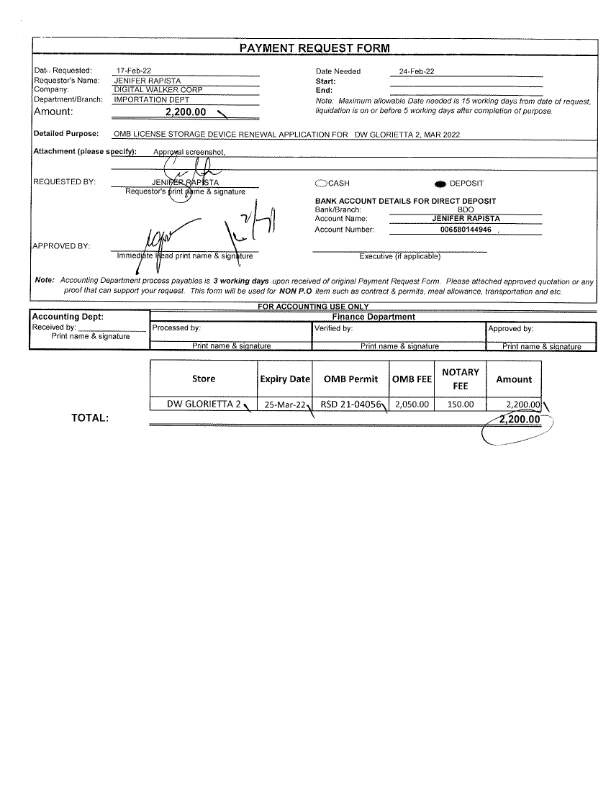 PAYMENT REQUEST FORM
Dat Requested: 17-Feb-22 Date Needed 24-Feb-22
Requestor's Name: JENIFER RAPISTA Start:
Company: DIGITAL WALKER CORP End:
Department/Branch: IMPORTATION DEPT Note: Maximum allowable Date needed is 15 working days from date of request,
Amount: 2,200.00 liquidation is on or before 5 working days after completion of purpose.
Detailed Purpose: OMB LICENSE STORAGE DEVICE RENEWAL APPLICATION FOR DW GLORIETTA 2, MAR 2022
Attachment (please specify): Approval screenshot,
REQUESTED BY: JENIFER RAPISTA CASH DEPOSIT
Requestor's print name & signature
BANK ACCOUNT DETAILS FOR DIRECT DEPOSIT
Bank/Branch: BDO
Account Name: JENIFER RAPISTA
Account Number: 006580144946
APPROVED BY:
Immediate Head print name & signature Executive (if applicable)
Note: Accounting Department process payables is 3 working days upon received of original Payment Request Form. Please attached approved quotation or any
proof that can support your request. This form will be used for NON P.O item such as contract & permits, meal allowance, transportation and etc.
FOR ACCOUNTING USE ONLY
Accounting Dept: Finance Department
Received by: Processed by: Verified by: Approved by:
Print name & signature Print name & signature Print name & signature Print name & signature
Store Expiry Date OMB Permit OMB FEE NOTARY FEE Amount
DW GLORIETTA 2 25-Mar-22 RSD 21-04056 2,050.00 150.00 2,200.00
TOTAL: 2,200.00